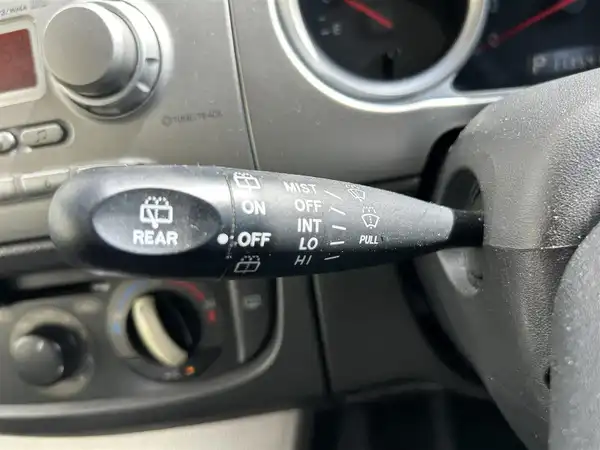 REAR
ON
OFF
MIST
OFF
INT
LO
HI
PULL
P